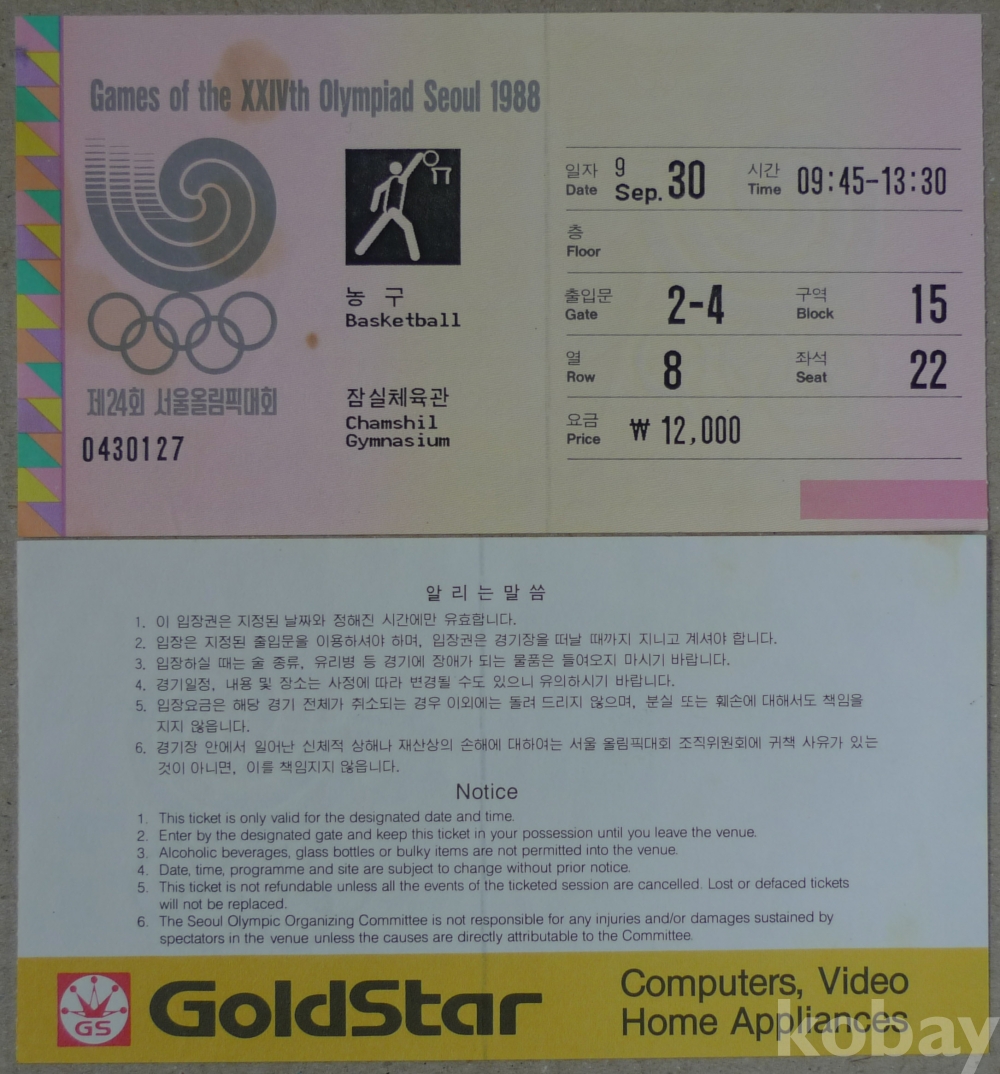 Games of the XXIVth Olympiad Seoul 1988
제24회 서울올림픽대회
0430127
농 구
Basketball
잠실체육관
Chamshil
Gymnasium
일자 9 시간
Date Sep. 30 Time 09:45-13:30
층
Floor
출입문 구역
Gate 2-4 Block 15
열 좌석
Row 8 Seat 22
요금
Price ₩ 12,000
알 리 는 말 씀
1. 이 입장권은 지정된 날짜와 정해진 시간에만 유효합니다.
2. 입장은 지정된 출입문을 이용하셔야 하며, 입장권은 경기장을 떠날 때까지 지니고 계셔야 합니다.
3. 입장하실 때는 술 종류, 유리병 등 경기에 장애가 되는 물품은 들여오지 마시기 바랍니다.
4. 경기일정, 내용 및 장소는 사정에 따라 변경될 수도 있으니 유의하시기 바랍니다.
5. 입장요금은 해당 경기 전체가 취소되는 경우 이외에는 돌려 드리지 않으며, 분실 또는 훼손에 대해서도 책임을
지지 않읍니다.
6. 경기장 안에서 일어난 신체적 상해나 재산상의 손해에 대하여는 서울 올림픽대회 조직위원회에 귀책 사유가 있는
것이 아니면, 이를 책임지지 않읍니다.
Notice
1. This ticket is only valid for the designated date and time.
2. Enter by the designated gate and keep this ticket in your possession until you leave the venue.
3. Alcoholic beverages, glass bottles or bulky items are not permitted into the venue.
4. Date, time, programme and site are subject to change without prior notice.
5. This ticket is not refundable unless all the events of the ticketed session are cancelled. Lost or defaced tickets
will not be replaced.
6. The Seoul Olympic Organizing Committee is not responsible for any injuries and/or damages sustained by
spectators in the venue unless the causes are directly attributable to the Committee.
GS GoldStar
Computers, Video
Home Appliances
kobay